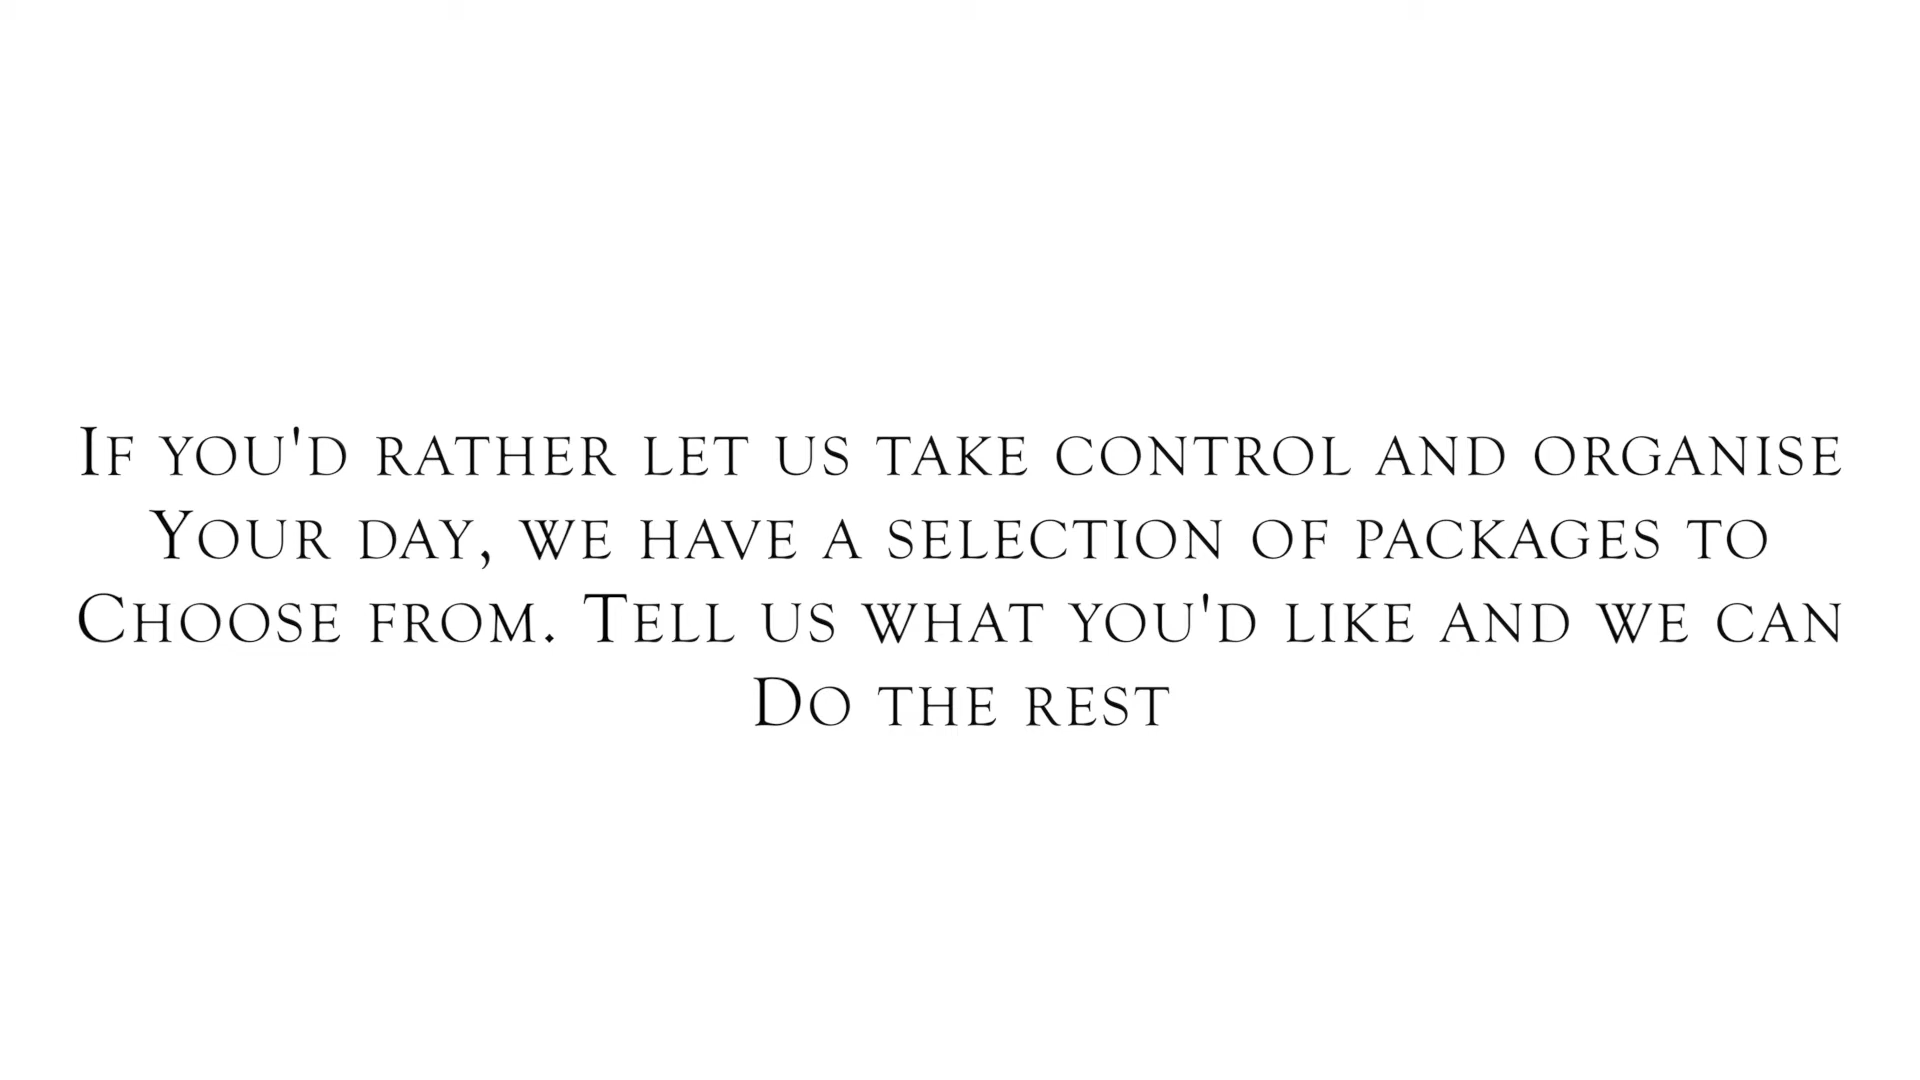 If you'd rather let us take control and organise
Your day, we have a selection of packages to
Choose from. Tell us what you'd like and we can
Do the rest